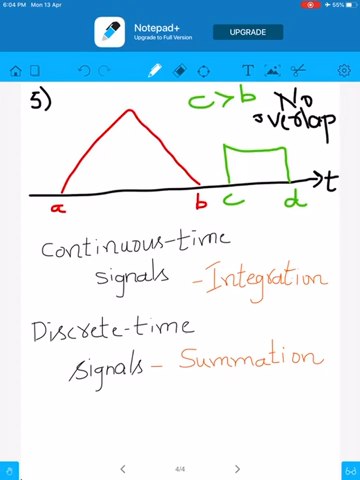 6:04 PM Mon 13 Apr
55%
Notepad+
Upgrade to Full Version
UPGRADE
T
5)
c > b No overlap
t
a b c d
Continuous-time
signals - Integration
Discrete-time
signals - Summation
4/4